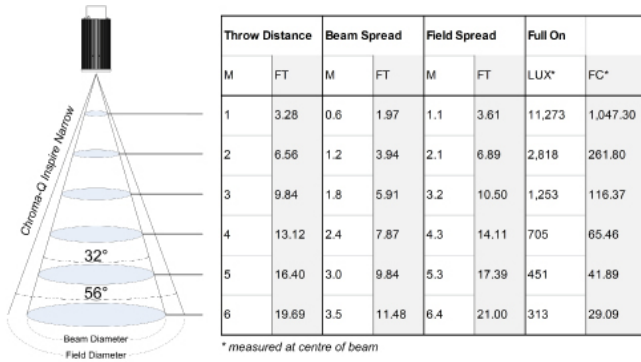 Throw Distance Beam Spread Field Spread Full On
M FT M FT M FT LUX* FC*
1 3.28 0.6 1.97 1.1 3.61 11,273 1,047.30
2 6.56 1.2 3.94 2.1 6.89 2,818 261.80
3 9.84 1.8 5.91 3.2 10.50 1,253 116.37
4 13.12 2.4 7.87 4.3 14.11 705 65.46
5 16.40 3.0 9.84 5.3 17.39 451 41.89
6 19.69 3.5 11.48 6.4 21.00 313 29.09
* measured at centre of beam
Chroma-Q Inspire Narrow
32°
56°
Beam Diameter
Field Diameter